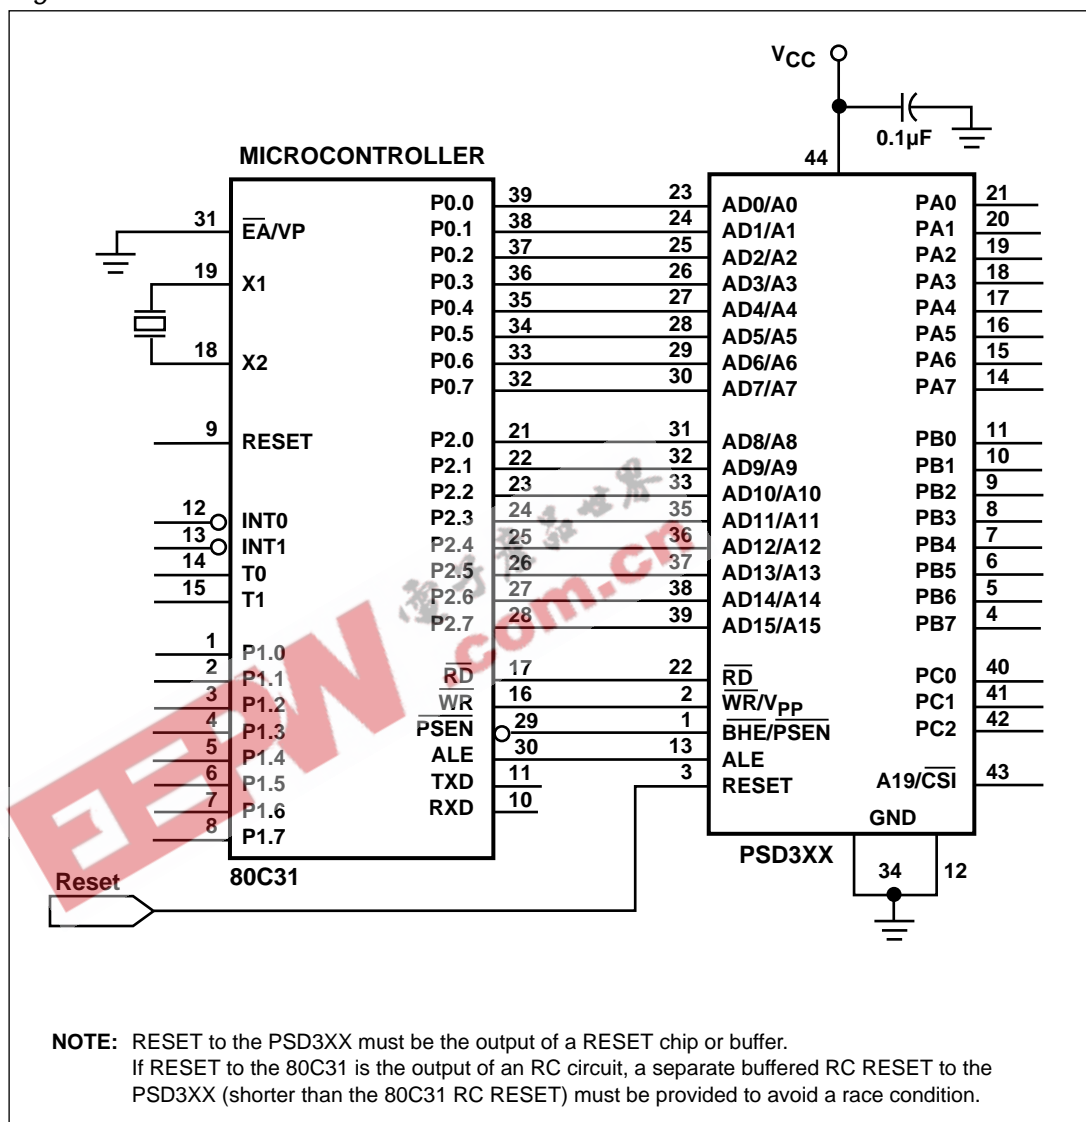 VCC
0.1µF
44
MICROCONTROLLER
31 EA/VP
19 X1
18 X2
9 RESET
12 INT0
13 INT1
14 T0
15 T1
1 P1.0
2 P1.1
3 P1.2
4 P1.3
5 P1.4
6 P1.5
7 P1.6
8 P1.7
P0.0 39
P0.1 38
P0.2 37
P0.3 36
P0.4 35
P0.5 34
P0.6 33
P0.7 32
P2.0 21
P2.1 22
P2.2 23
P2.3 24
P2.4 25
P2.5 26
P2.6 27
P2.7 28
RD 17
WR 16
PSEN 29
ALE 30
TXD 11
RXD 10
80C31
23 AD0/A0
24 AD1/A1
25 AD2/A2
26 AD3/A3
27 AD4/A4
28 AD5/A5
29 AD6/A6
30 AD7/A7
31 AD8/A8
32 AD9/A9
33 AD10/A10
35 AD11/A11
36 AD12/A12
37 AD13/A13
38 AD14/A14
39 AD15/A15
22 RD
2 WR/VPP
1 BHE/PSEN
13 ALE
3 RESET
PA0 21
PA1 20
PA2 19
PA3 18
PA4 17
PA5 16
PA6 15
PA7 14
PB0 11
PB1 10
PB2 9
PB3 8
PB4 7
PB5 6
PB6 5
PB7 4
PC0 40
PC1 41
PC2 42
A19/CSI 43
GND
PSD3XX
34 12
Reset
EEPW.com.cn
電子産品世界
NOTE: RESET to the PSD3XX must be the output of a RESET chip or buffer.
If RESET to the 80C31 is the output of an RC circuit, a separate buffered RC RESET to the
PSD3XX (shorter than the 80C31 RC RESET) must be provided to avoid a race condition.